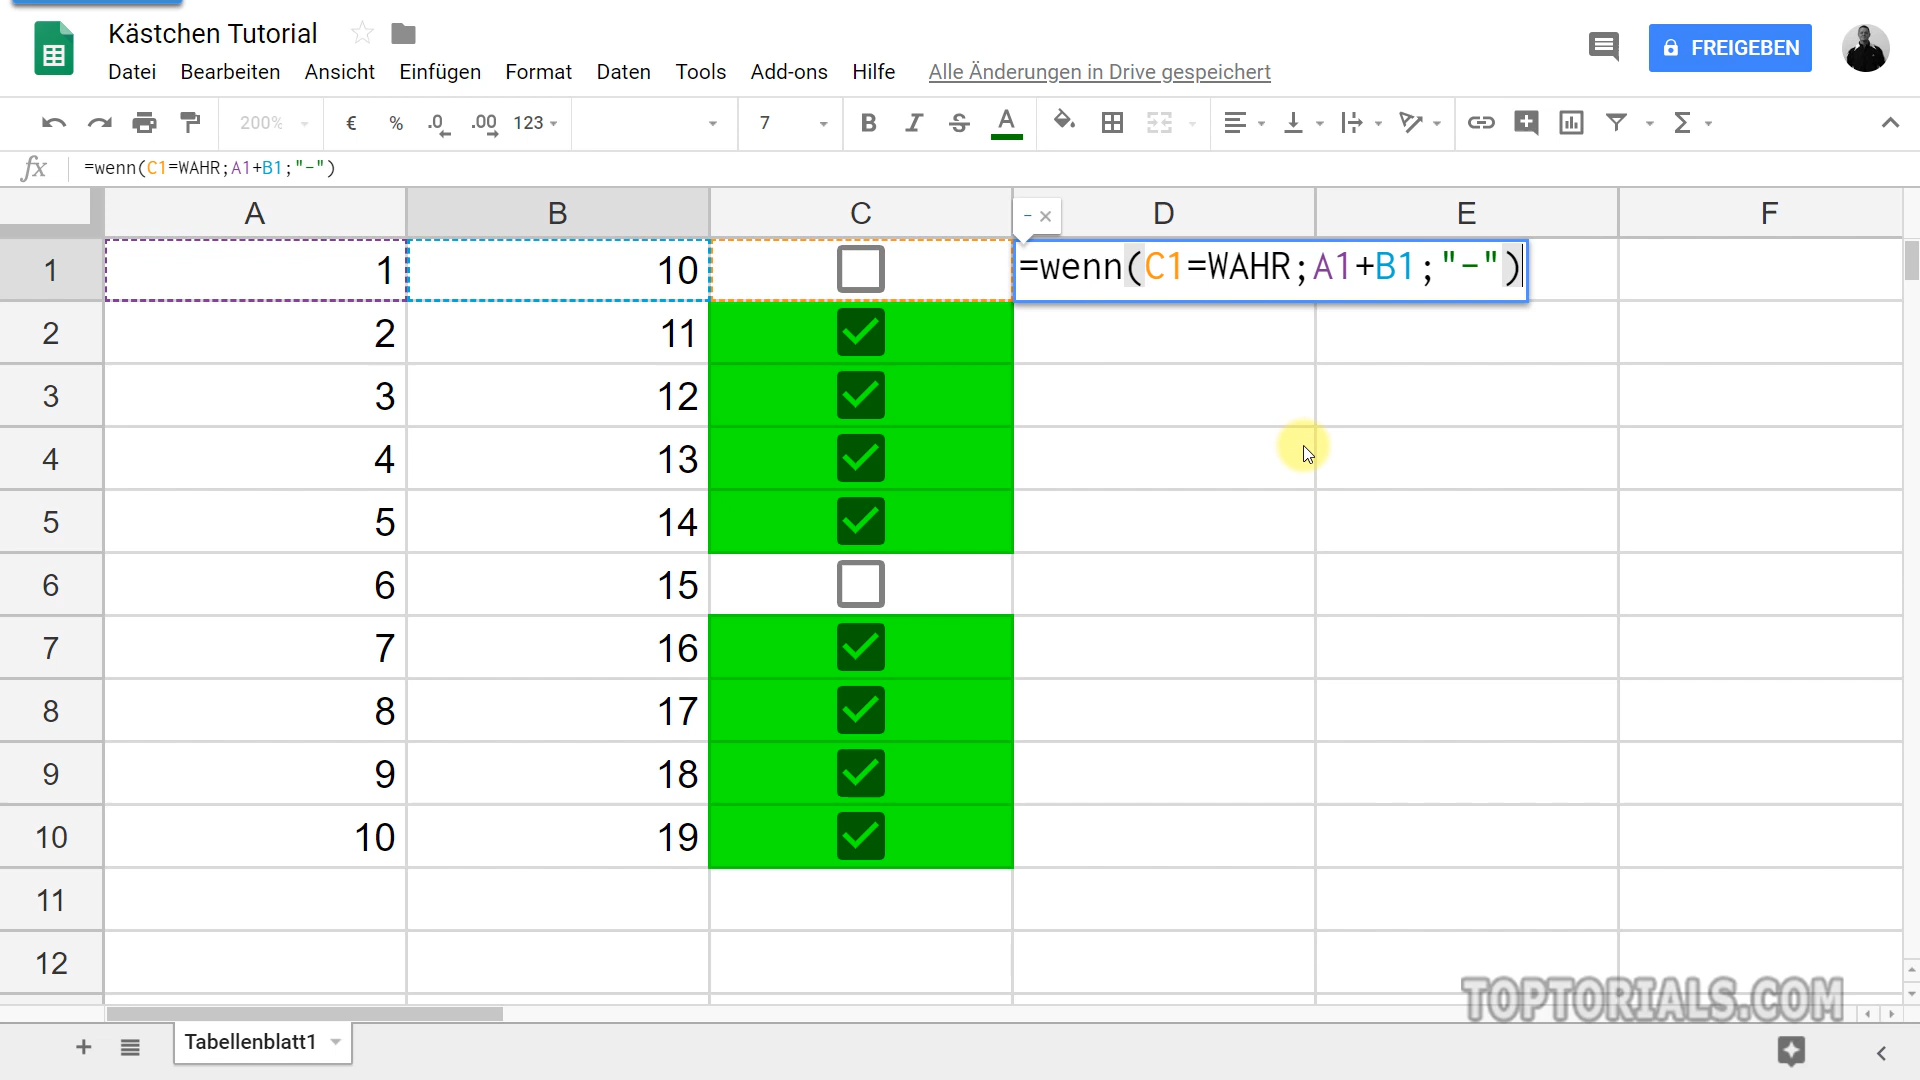 Kästchen Tutorial
Datei Bearbeiten Ansicht Einfügen Format Daten Tools Add-ons Hilfe Alle Änderungen in Drive gespeichert
FREIGEBEN
200% € % .0 .00 123 7 B I S A Σ
fx =wenn(C1=WAHR;A1+B1;"-")
A B C D E F
- ×
1 1 10 =wenn(C1=WAHR;A1+B1;"-")
2 2 11
3 3 12
4 4 13
5 5 14
6 6 15
7 7 16
8 8 17
9 9 18
10 10 19
11
12
TOPTORIALS.COM
Tabellenblatt1